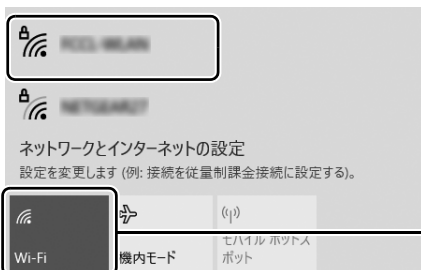 ネットワークとインターネットの設定
設定を変更します (例: 接続を従量制課金接続に設定する)。
Wi-Fi
機内モード
モバイル ホットス
ポット